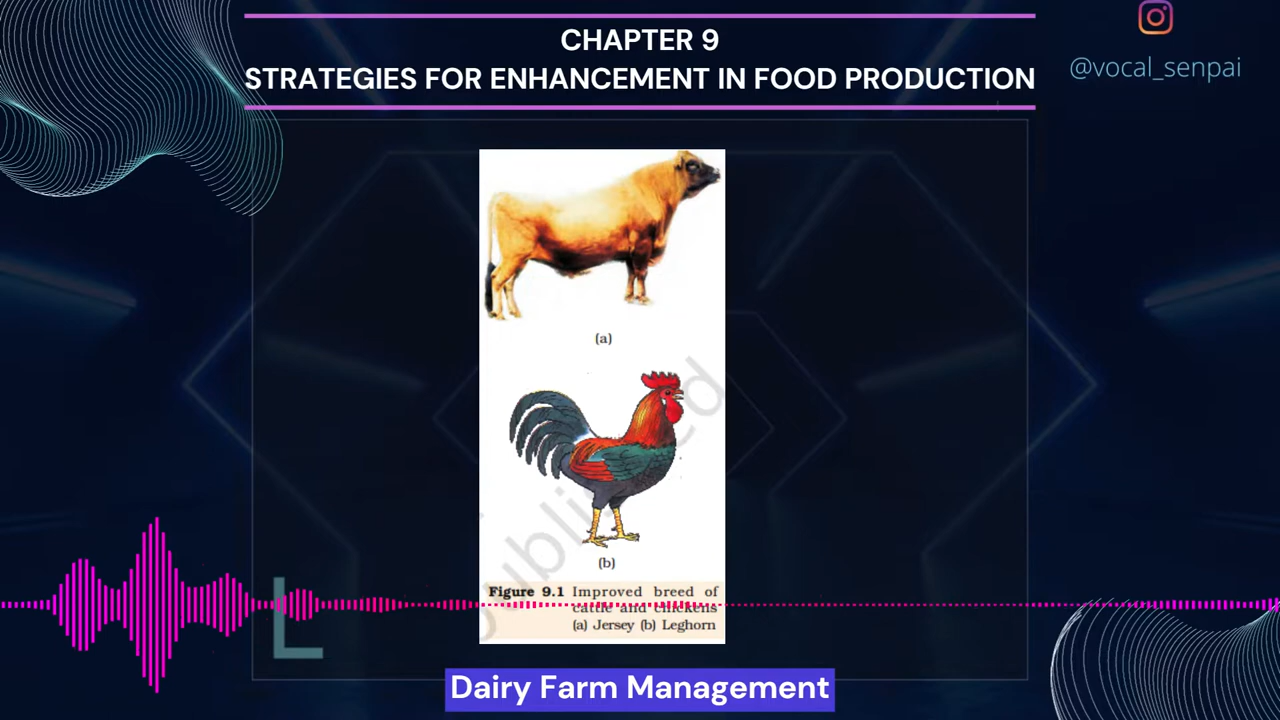 CHAPTER 9
STRATEGIES FOR ENHANCEMENT IN FOOD PRODUCTION
@vocal_senpai
(a)
(b)
Figure 9.1 Improved breed of
cattle and chickens
(a) Jersey (b) Leghorn
Dairy Farm Management